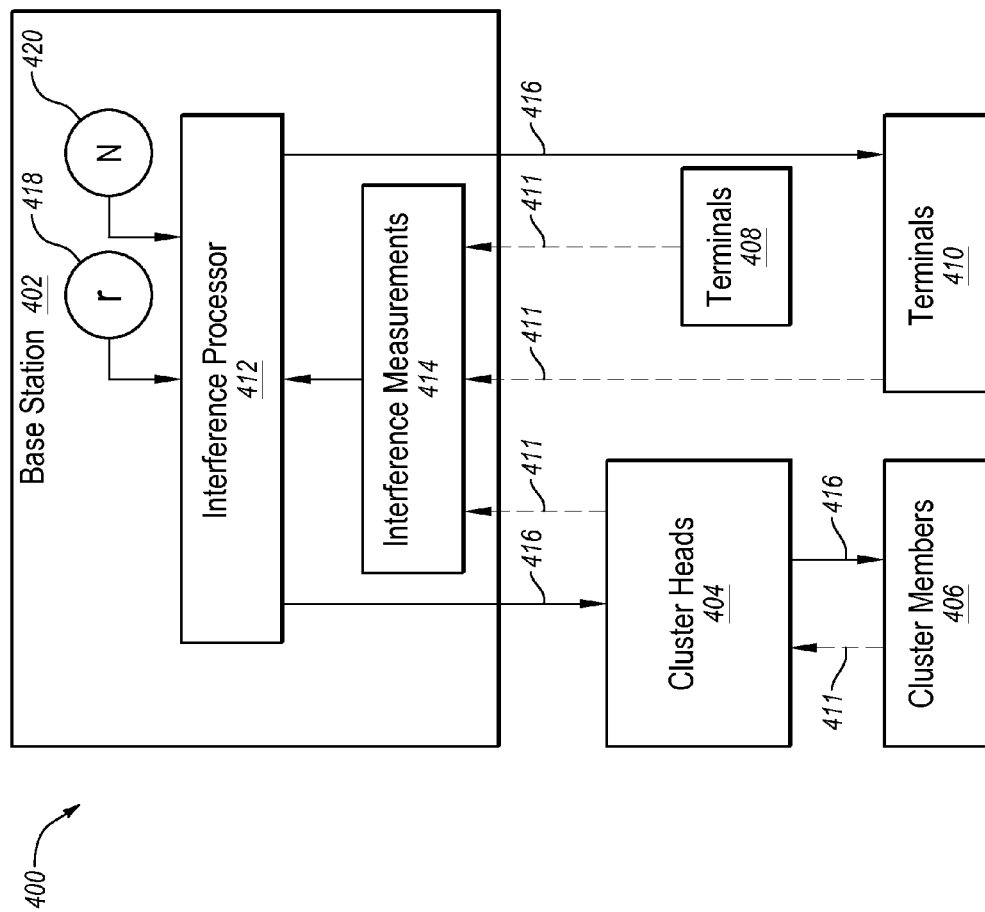 400
Base Station 402
418
420
r
N
Interference Processor
412
Interference Measurements
414
416
411
411
411
416
Terminals
408
Cluster Heads
404
411
416
Cluster Members
406
Terminals
410